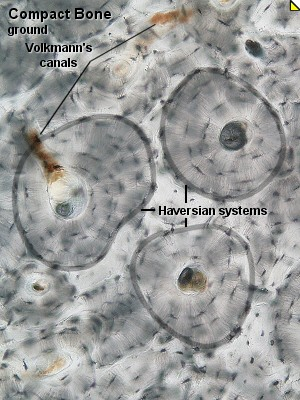 Compact Bone
ground
Volkmann's
canals
Haversian systems